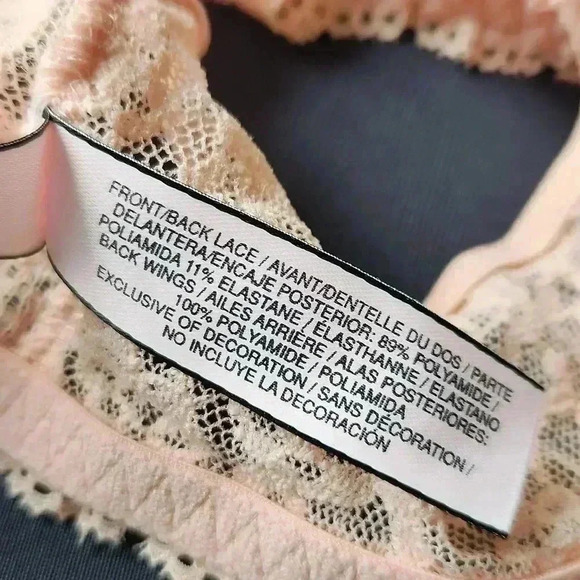 FRONT/BACK LACE / AVANT/DENTELLE DU DOS / PARTE
DELANTERA/ENCAJE POSTERIOR: 89% POLYAMIDE /
POLIAMIDA 11% ELASTANE / ÉLASTHANNE / ELASTANO
BACK WINGS / AILES ARRIÈRE / ALAS POSTERIORES:
100% POLYAMIDE / POLIAMIDA
EXCLUSIVE OF DECORATION / SANS DÉCORATION /
NO INCLUYE LA DECORACIÓN